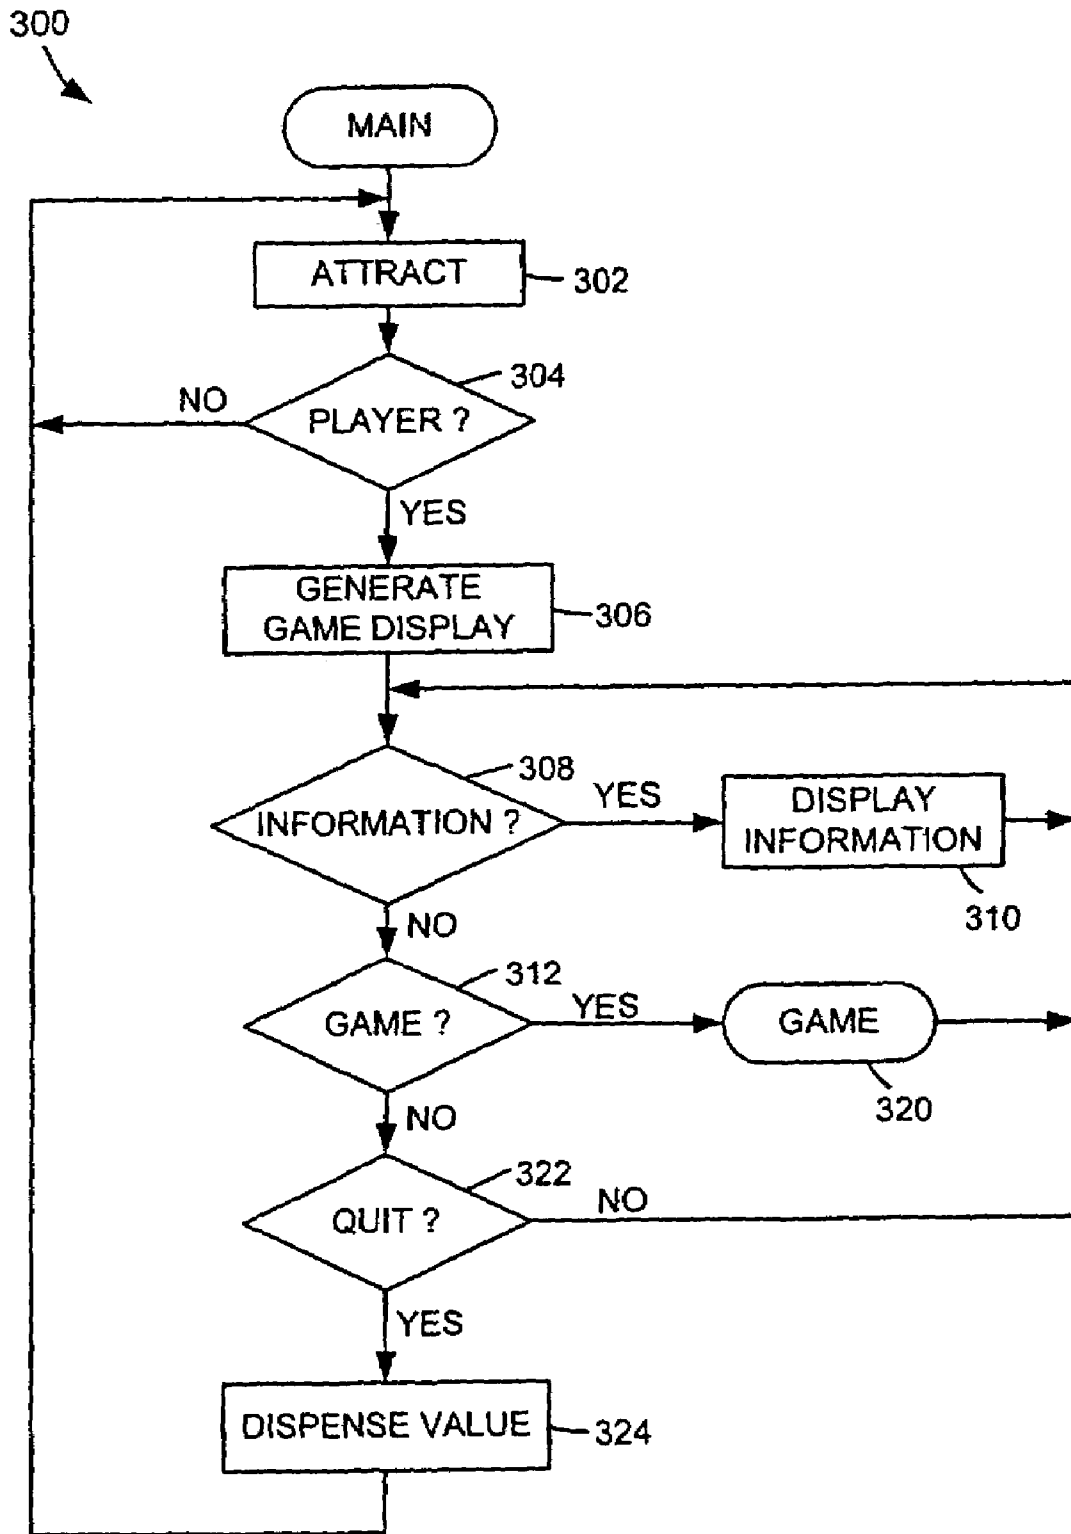 300
MAIN
ATTRACT
302
304
NO
PLAYER ?
YES
GENERATE
GAME DISPLAY
306
308
YES
INFORMATION ?
DISPLAY
INFORMATION
310
NO
312
YES
GAME ?
GAME
320
NO
322
NO
QUIT ?
YES
DISPENSE VALUE
324